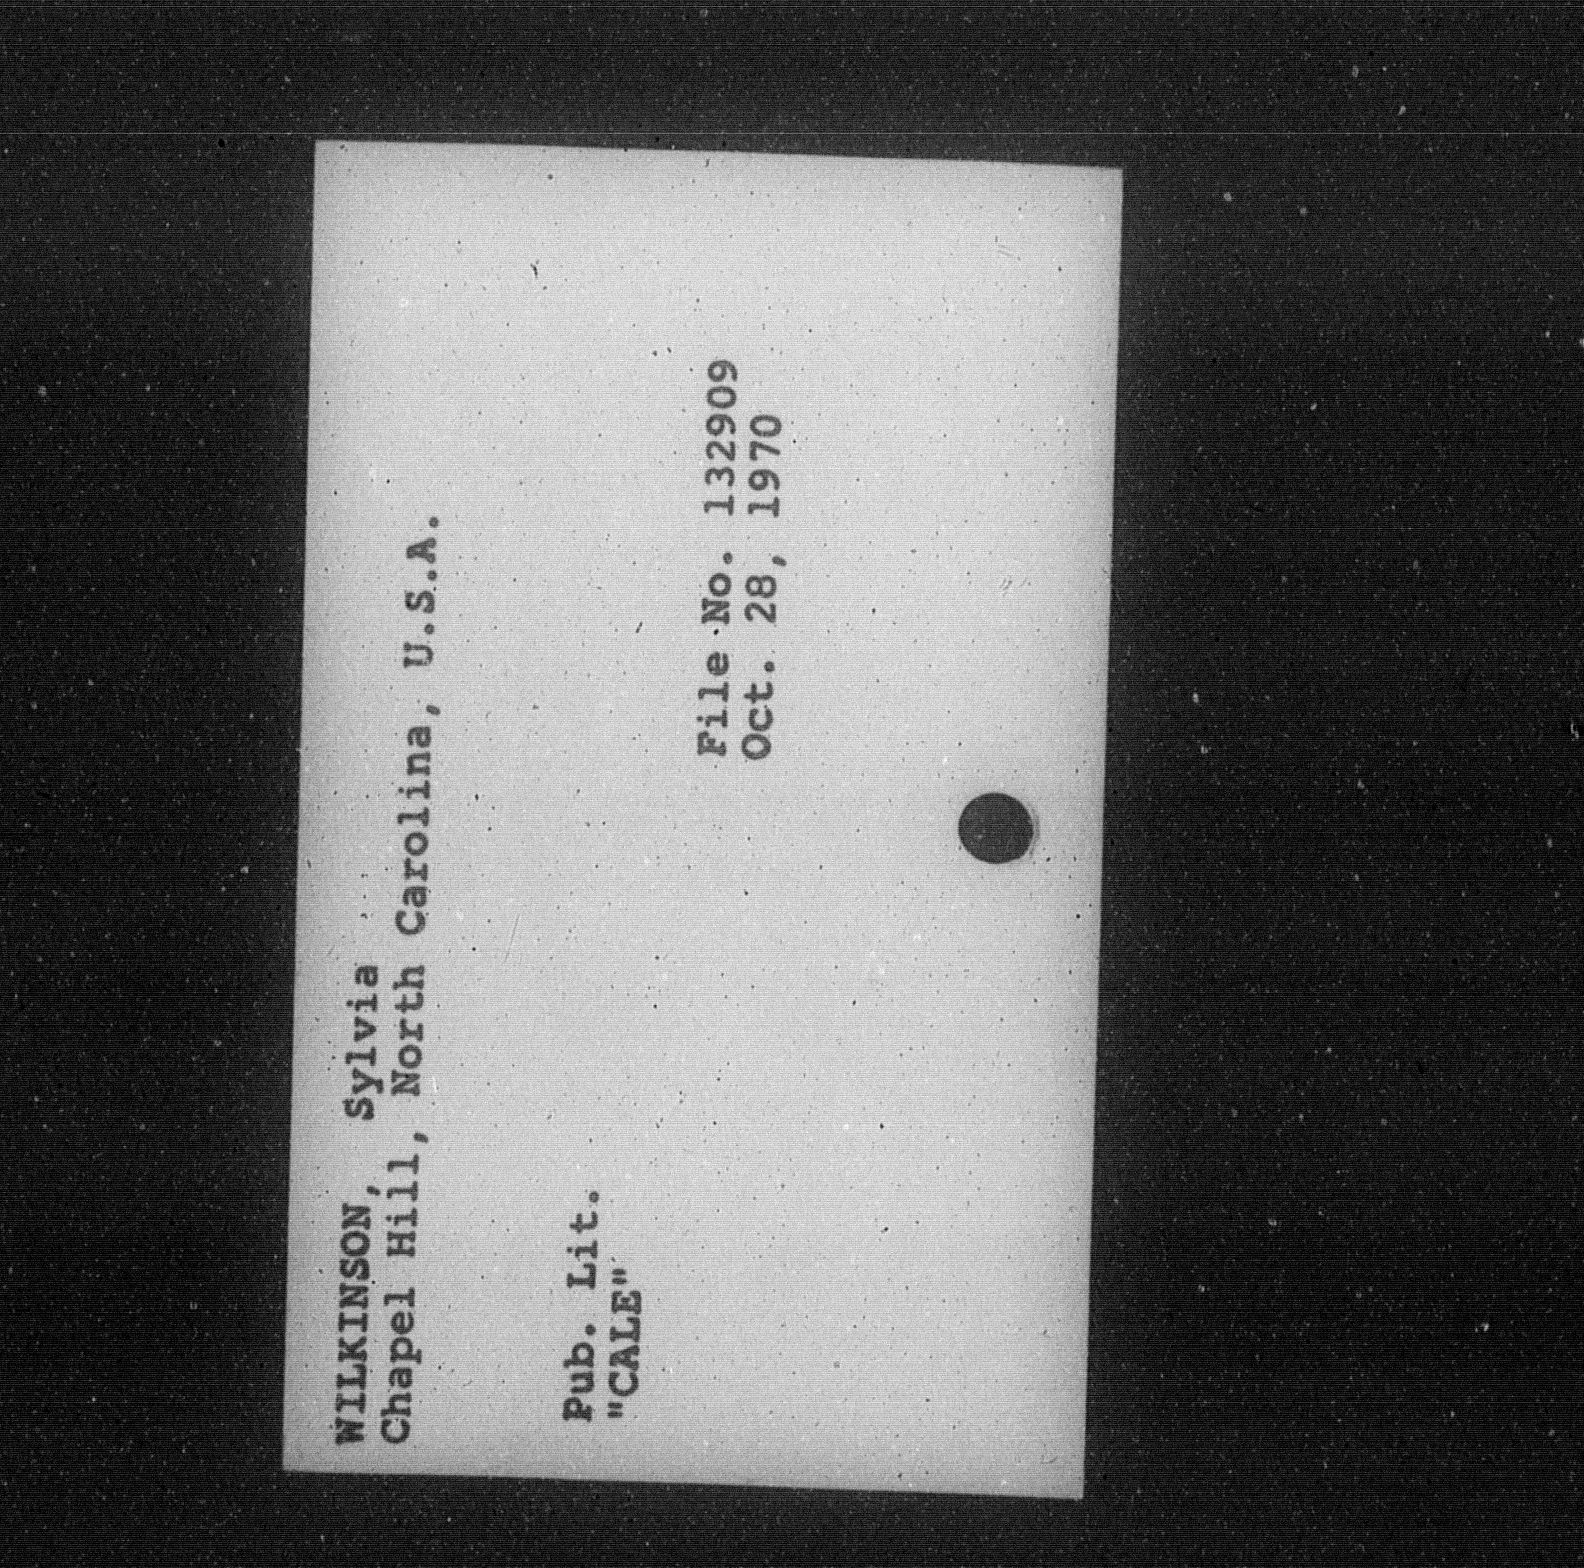 WILKINSON, Sylvia
Chapel Hill, North Carolina, U.S.A.
Pub. Lit.
"CALE"
File No. 132909
Oct. 28, 1970